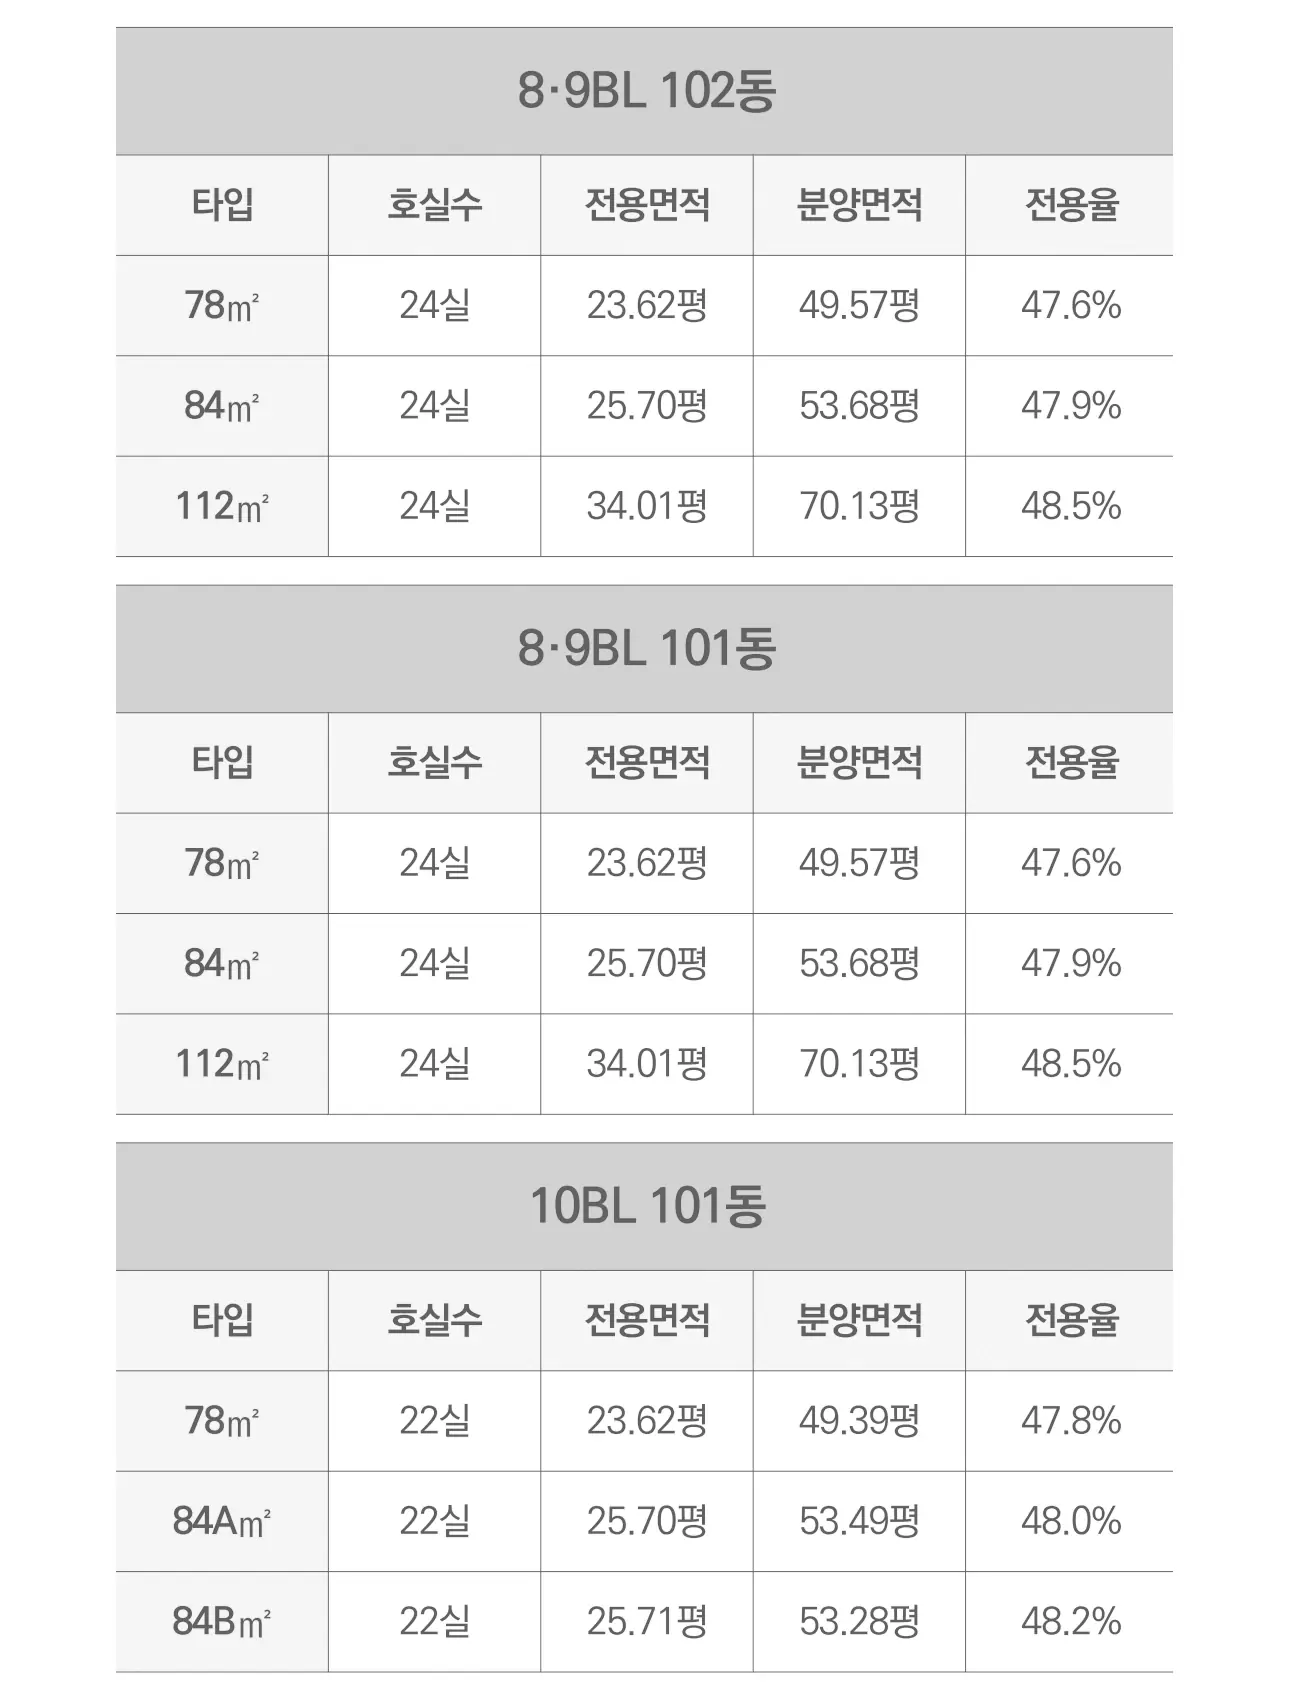 8·9BL 102동
타입 호실수 전용면적 분양면적 전용율
78㎡ 24실 23.62평 49.57평 47.6%
84㎡ 24실 25.70평 53.68평 47.9%
112㎡ 24실 34.01평 70.13평 48.5%
8·9BL 101동
타입 호실수 전용면적 분양면적 전용율
78㎡ 24실 23.62평 49.57평 47.6%
84㎡ 24실 25.70평 53.68평 47.9%
112㎡ 24실 34.01평 70.13평 48.5%
10BL 101동
타입 호실수 전용면적 분양면적 전용율
78㎡ 22실 23.62평 49.39평 47.8%
84A㎡ 22실 25.70평 53.49평 48.0%
84B㎡ 22실 25.71평 53.28평 48.2%